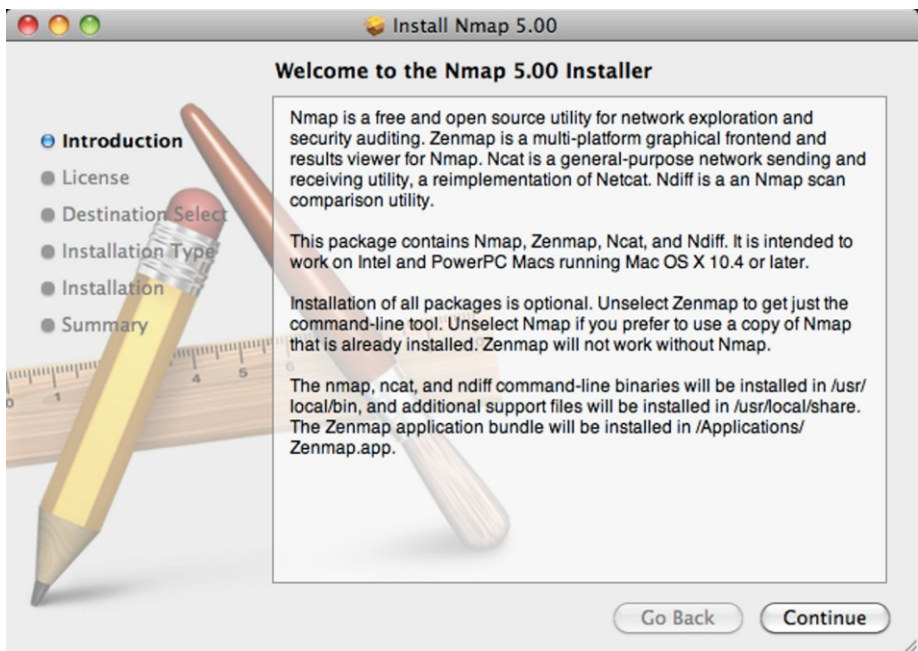 Install Nmap 5.00
Welcome to the Nmap 5.00 Installer
Introduction
License
Destination Select
Installation Type
Installation
Summary
Nmap is a free and open source utility for network exploration and
security auditing. Zenmap is a multi-platform graphical frontend and
results viewer for Nmap. Ncat is a general-purpose network sending and
receiving utility, a reimplementation of Netcat. Ndiff is a an Nmap scan
comparison utility.
This package contains Nmap, Zenmap, Ncat, and Ndiff. It is intended to
work on Intel and PowerPC Macs running Mac OS X 10.4 or later.
Installation of all packages is optional. Unselect Zenmap to get just the
command-line tool. Unselect Nmap if you prefer to use a copy of Nmap
that is already installed. Zenmap will not work without Nmap.
The nmap, ncat, and ndiff command-line binaries will be installed in /usr/
local/bin, and additional support files will be installed in /usr/local/share.
The Zenmap application bundle will be installed in /Applications/
Zenmap.app.
0 1 4 5 6
Go Back
Continue